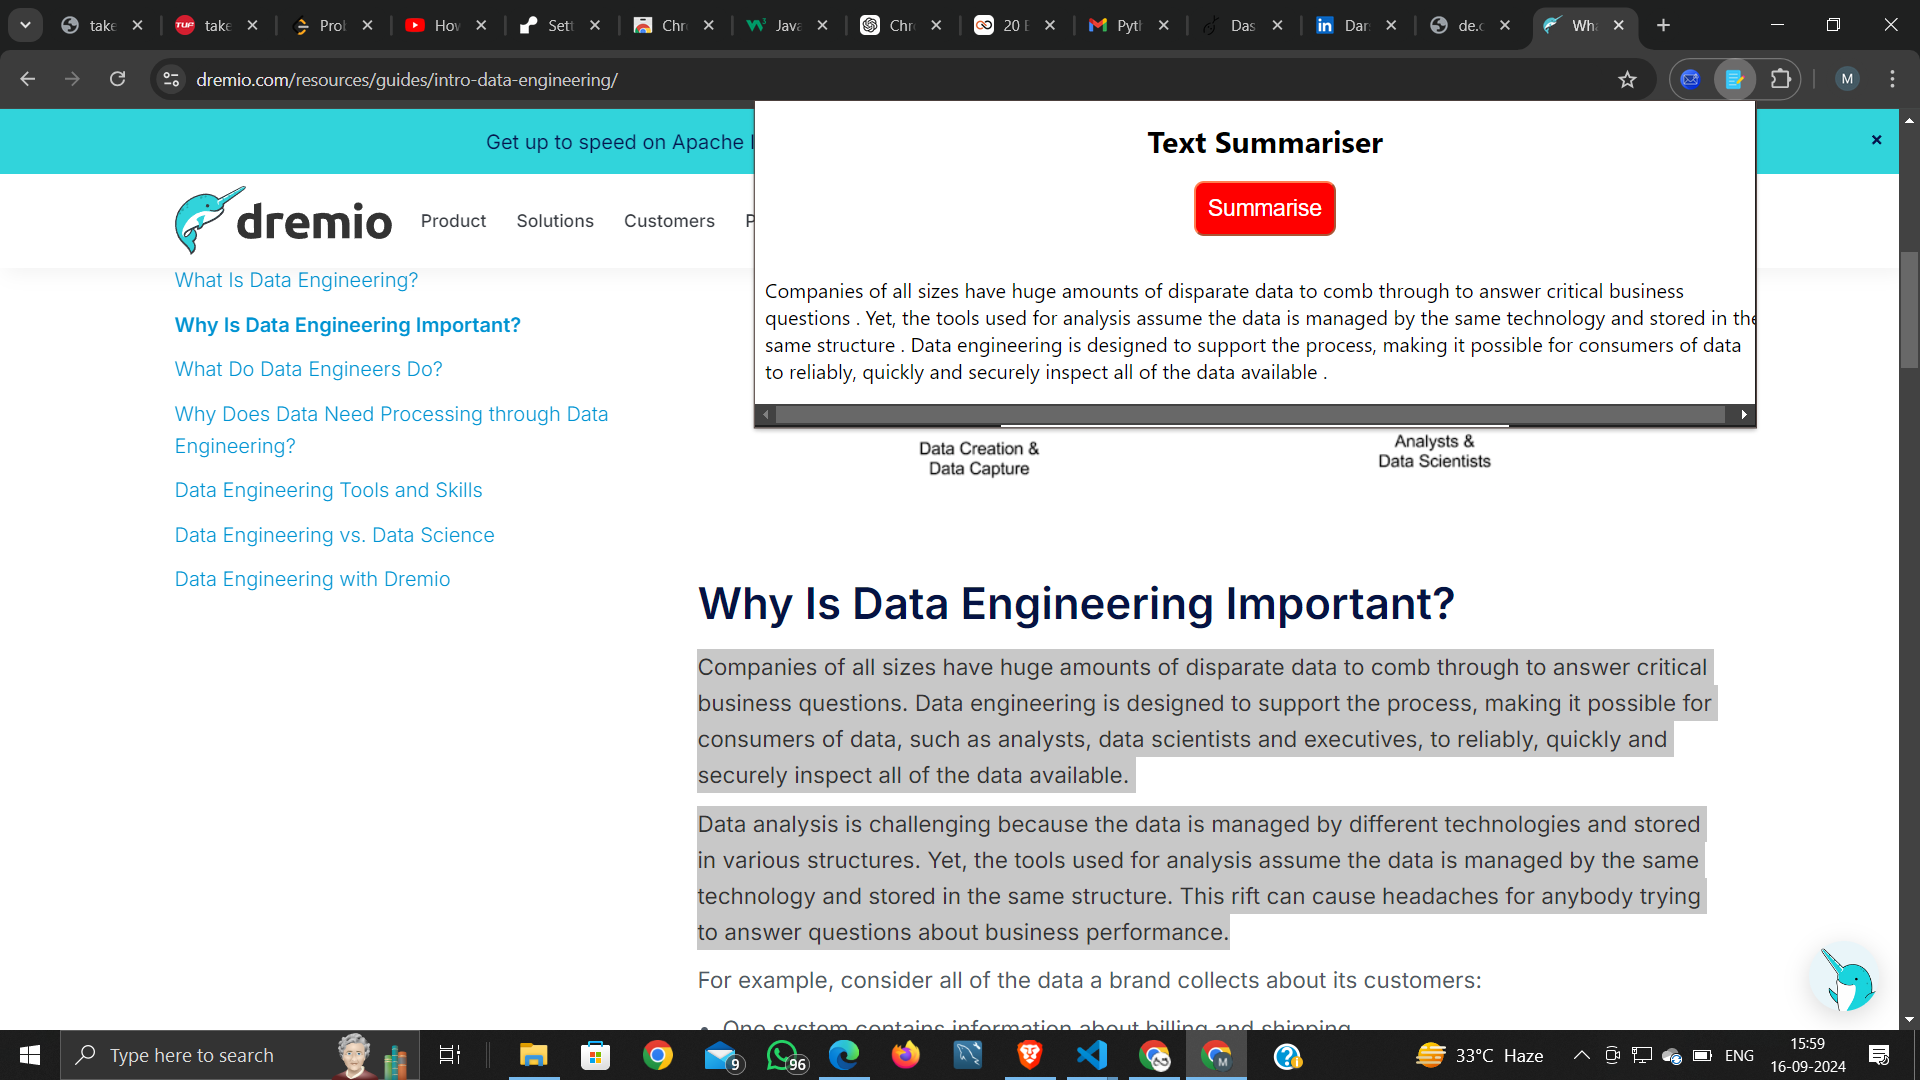 take
take
Prol
How
Sett
Chr
Java
Chr
20 E
Pyth
Das
Dar
de.c
Wha
dremio.com/resources/guides/intro-data-engineering/
M
Get up to speed on Apache I
Text Summariser
Summarise
dremio
Product
Solutions
Customers
P
Companies of all sizes have huge amounts of disparate data to comb through to answer critical business
questions . Yet, the tools used for analysis assume the data is managed by the same technology and stored in the
same structure . Data engineering is designed to support the process, making it possible for consumers of data
to reliably, quickly and securely inspect all of the data available .
What Is Data Engineering?
Why Is Data Engineering Important?
What Do Data Engineers Do?
Why Does Data Need Processing through Data
Engineering?
Data Engineering Tools and Skills
Data Engineering vs. Data Science
Data Engineering with Dremio
Data Creation &
Data Capture
Analysts &
Data Scientists
Why Is Data Engineering Important?
Companies of all sizes have huge amounts of disparate data to comb through to answer critical
business questions. Data engineering is designed to support the process, making it possible for
consumers of data, such as analysts, data scientists and executives, to reliably, quickly and
securely inspect all of the data available.
Data analysis is challenging because the data is managed by different technologies and stored
in various structures. Yet, the tools used for analysis assume the data is managed by the same
technology and stored in the same structure. This rift can cause headaches for anybody trying
to answer questions about business performance.
For example, consider all of the data a brand collects about its customers:
One system contains information about billing and shipping
Type here to search
9
96
33°C Haze
ENG
15:59
16-09-2024